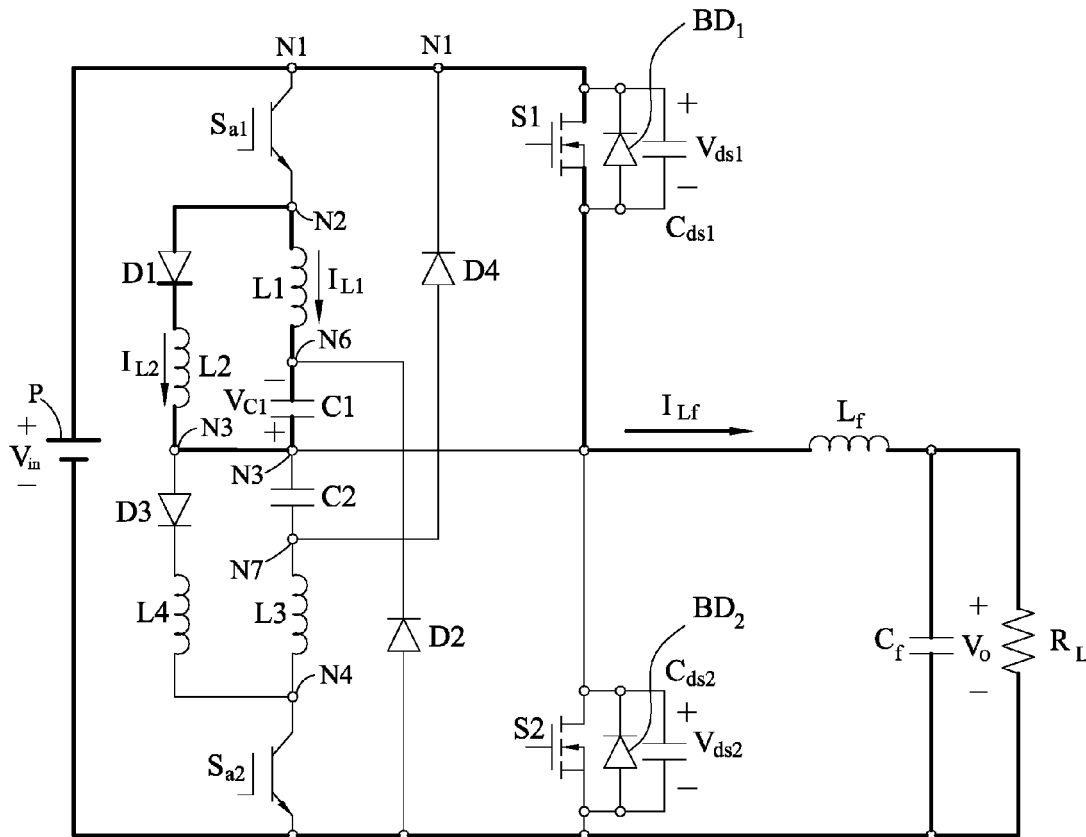 BD₁
N1 N1
Sa1
S1
+
Vds1
−
Cds1
N2
D1
L1
IL1
D4
N6
IL2
L2
−
VC1
C1
+
P
+
Vin
−
N3
N3
ILf
Lf
C2
D3
N7
L4
L3
D2
BD₂
N4
Cds2
S2
+
Vds2
−
Cf
+
Vo
−
RL
Sa2